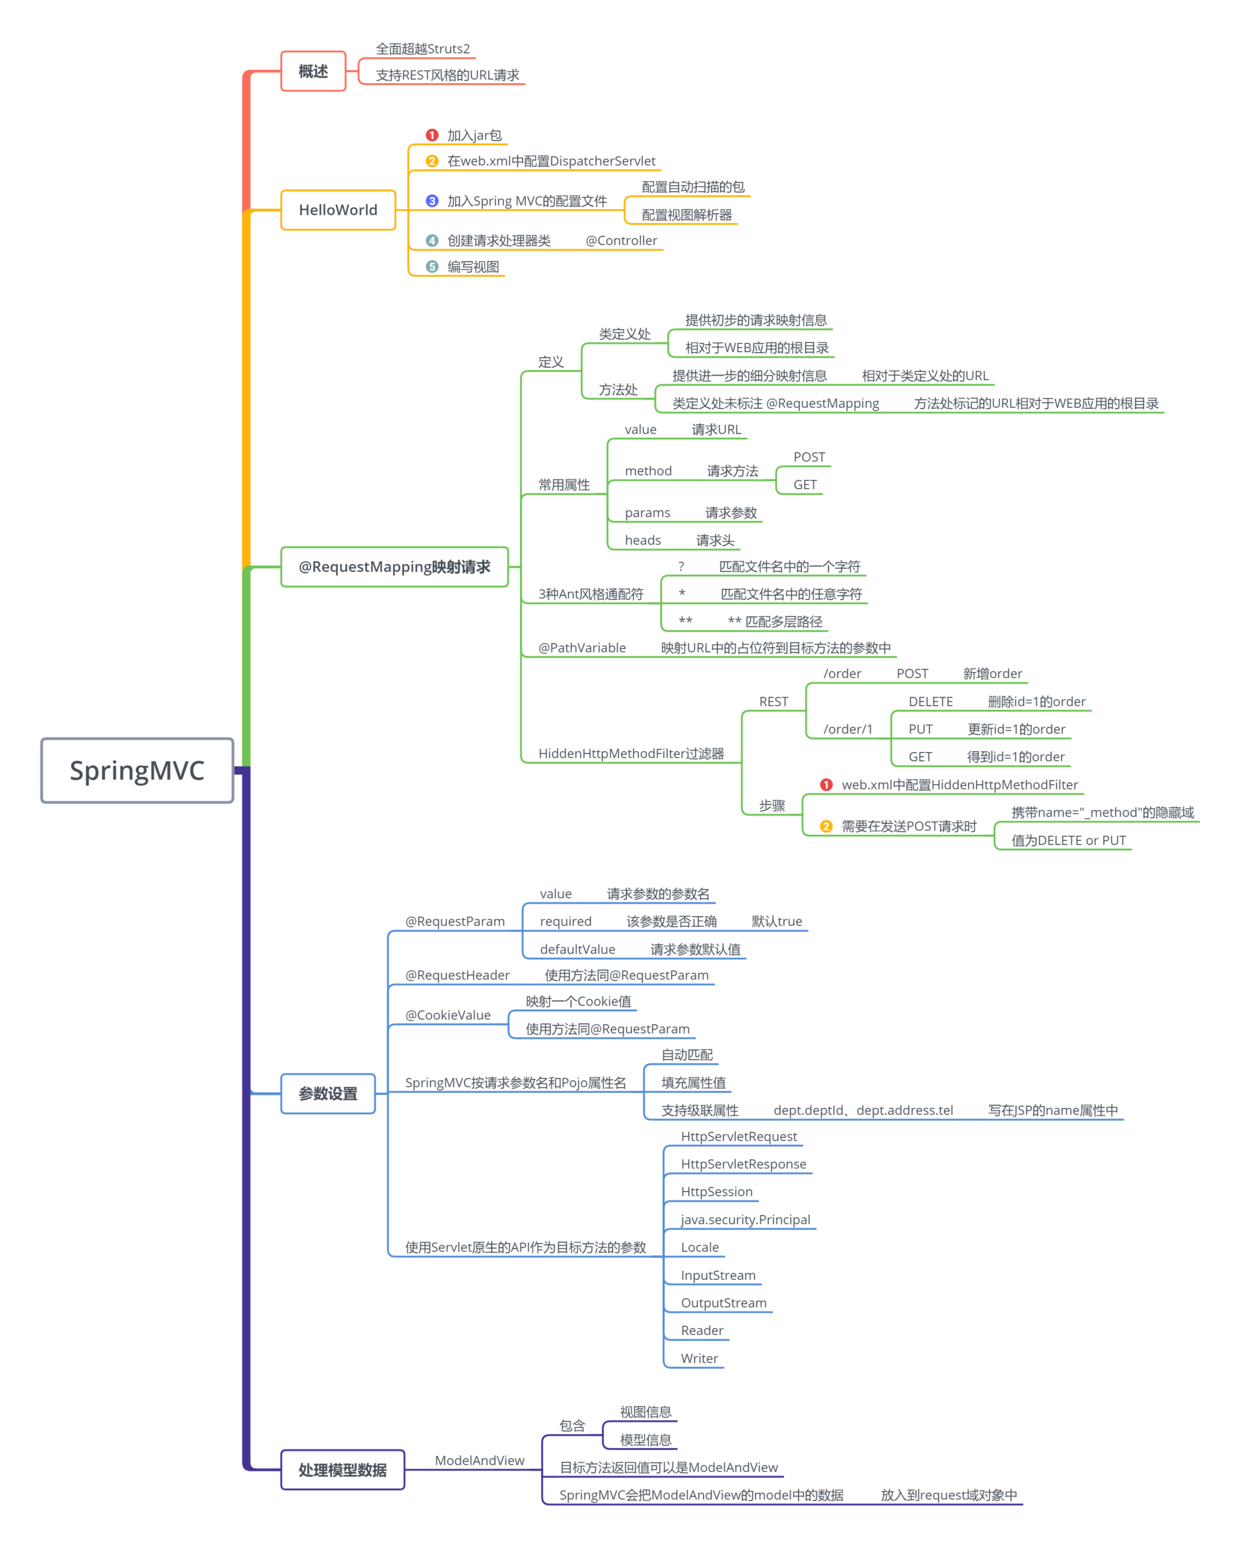 全面超越Struts2
概述
支持REST风格的URL请求
1 加入jar包
2 在web.xml中配置DispatcherServlet
配置自动扫描的包
HelloWorld
3 加入Spring MVC的配置文件
配置视图解析器
4 创建请求处理器类 @Controller
5 编写视图
提供初步的请求映射信息
类定义处
相对于WEB应用的根目录
定义
提供进一步的细分映射信息 相对于类定义处的URL
方法处
类定义处未标注 @RequestMapping 方法处标记的URL相对于WEB应用的根目录
value 请求URL
POST
method 请求方法
GET
常用属性
params 请求参数
heads 请求头
@RequestMapping映射请求
? 匹配文件名中的一个字符
3种Ant风格通配符
* 匹配文件名中的任意字符
** ** 匹配多层路径
@PathVariable 映射URL中的占位符到目标方法的参数中
/order POST 新增order
REST
DELETE 删除id=1的order
/order/1
PUT 更新id=1的order
GET 得到id=1的order
HiddenHttpMethodFilter过滤器
1 web.xml中配置HiddenHttpMethodFilter
步骤
携带name="_method"的隐藏域
2 需要在发送POST请求时
值为DELETE or PUT
SpringMVC
value 请求参数的参数名
@RequestParam
required 该参数是否正确 默认true
defaultValue 请求参数默认值
@RequestHeader 使用方法同@RequestParam
映射一个Cookie值
@CookieValue
使用方法同@RequestParam
自动匹配
SpringMVC按请求参数名和Pojo属性名
填充属性值
参数设置
支持级联属性 dept.deptId、dept.address.tel 写在JSP的name属性中
HttpServletRequest
HttpServletResponse
HttpSession
java.security.Principal
使用Servlet原生的API作为目标方法的参数
Locale
InputStream
OutputStream
Reader
Writer
视图信息
包含
模型信息
处理模型数据
ModelAndView
目标方法返回值可以是ModelAndView
SpringMVC会把ModelAndView的model中的数据 放入到request域对象中